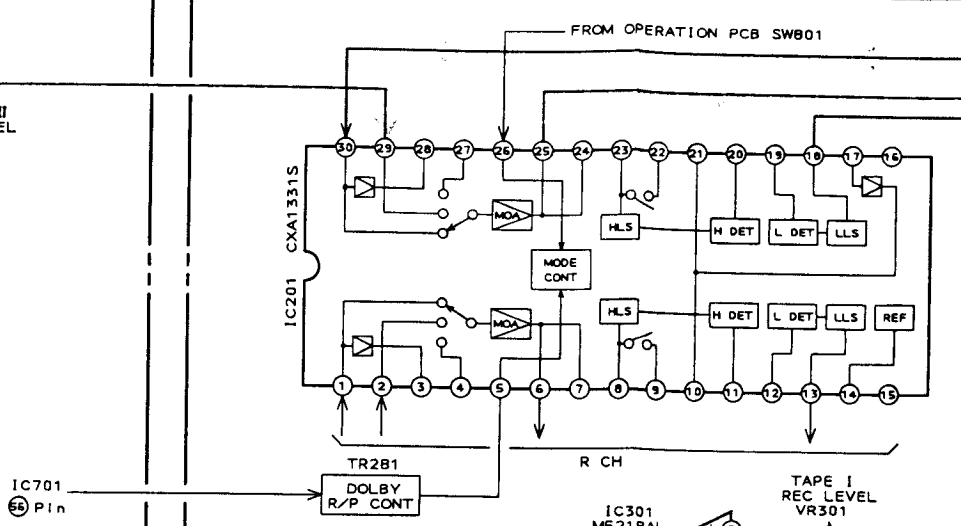 FROM OPERATION PCB SW801
EL
30 29 28 27 26 25 24 23 22 21 20 19 18 17 16
IC201 CXA1331S
MOA
HLS
H DET
L DET
LLS
MODE
CONT
MOA
HLS
H DET
L DET
LLS
REF
1 2 3 4 5 6 7 8 9 10 11 12 13 14 15
R CH
TR281
DOLBY
R/P CONT
IC701
56 Pin
TAPE I
REC LEVEL
VR301
IC301